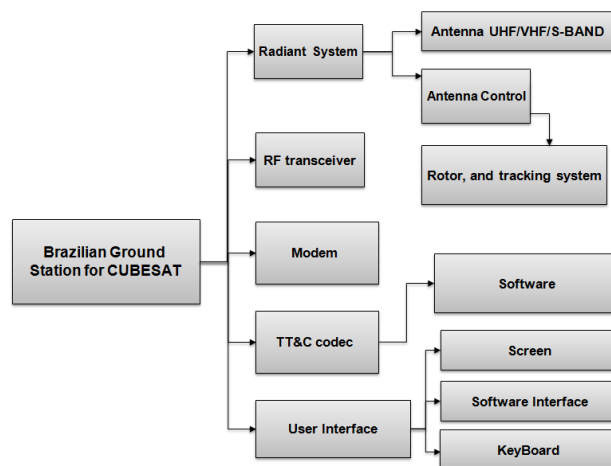 Radiant System
Antenna UHF/VHF/S-BAND
Antenna Control
Rotor, and tracking system
RF transceiver
Brazilian Ground
Station for CUBESAT
Modem
TT&C codec
Software
User Interface
Screen
Software Interface
KeyBoard